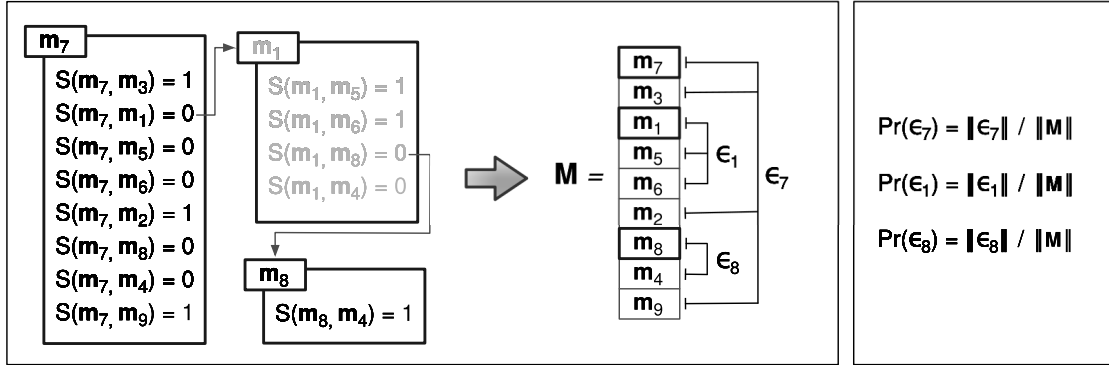 m₇
S(m₇, m₃) = 1
S(m₇, m₁) = 0
S(m₇, m₅) = 0
S(m₇, m₆) = 0
S(m₇, m₂) = 1
S(m₇, m₈) = 0
S(m₇, m₄) = 0
S(m₇, m₉) = 1
m₁
S(m₁, m₅) = 1
S(m₁, m₆) = 1
S(m₁, m₈) = 0
S(m₁, m₄) = 0
m₈
S(m₈, m₄) = 1
M =
m₇
m₃
m₁
m₅
m₆
m₂
m₈
m₄
m₉
ϵ₁
ϵ₈
ϵ₇
Pr(ϵ₇) = ‖ϵ₇‖ / ‖M‖
Pr(ϵ₁) = ‖ϵ₁‖ / ‖M‖
Pr(ϵ₈) = ‖ϵ₈‖ / ‖M‖